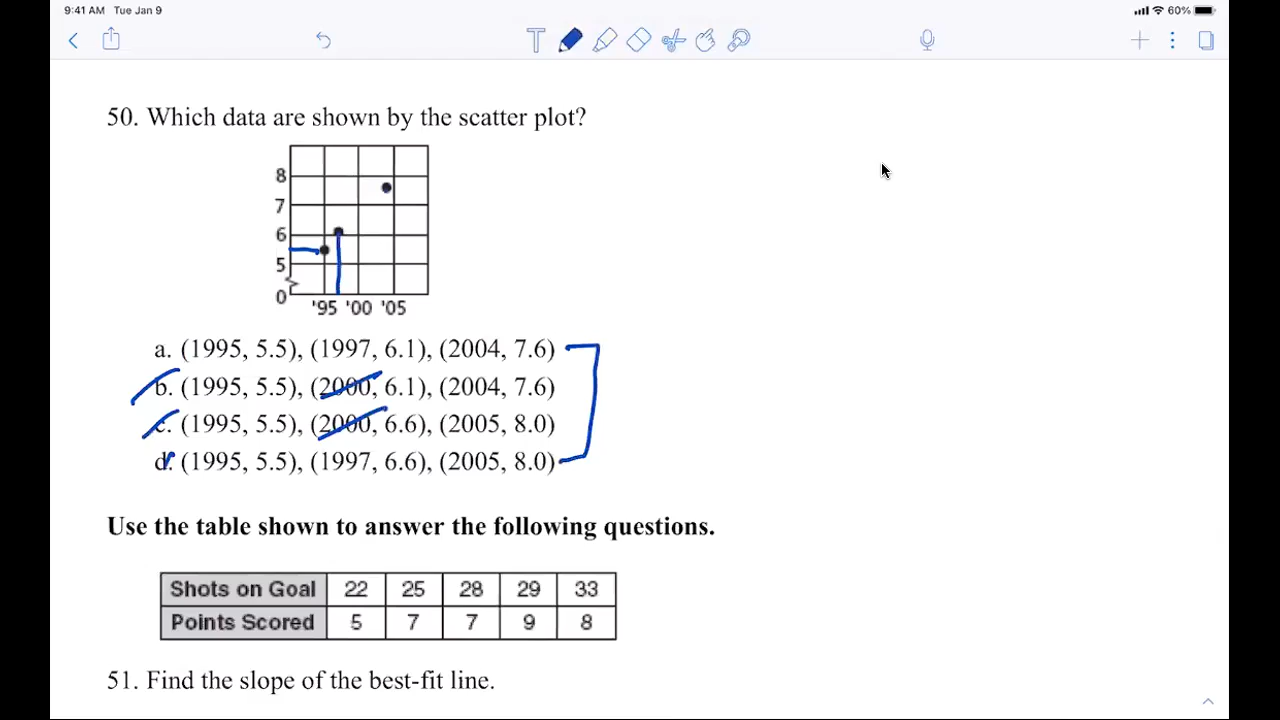 9:41 AM Tue Jan 9
60%
50. Which data are shown by the scatter plot?
8
7
6
5
0
'95 '00 '05
a. (1995, 5.5), (1997, 6.1), (2004, 7.6)
b. (1995, 5.5), (2000, 6.1), (2004, 7.6)
c. (1995, 5.5), (2000, 6.6), (2005, 8.0)
d. (1995, 5.5), (1997, 6.6), (2005, 8.0)
Use the table shown to answer the following questions.
Shots on Goal 22 25 28 29 33
Points Scored 5 7 7 9 8
51. Find the slope of the best-fit line.